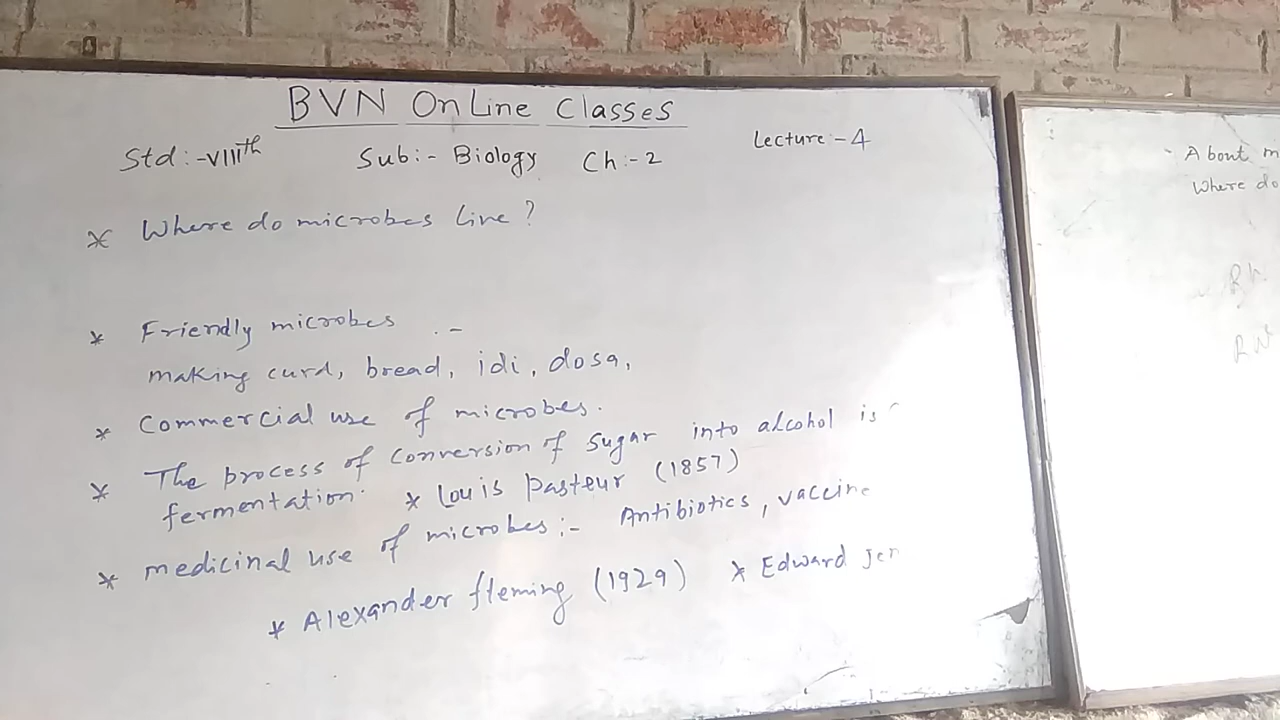 BVN OnLine Classes
Std:-VIIIth Sub:- Biology Ch:-2 Lecture:-4
* Where do microbes Live?
* Friendly microbes .-
making curd, bread, idi, dosa,
* Commercial use of microbes.
* The process of conversion of sugar into alcohol is
fermentation. * Louis Pasteur (1857)
* medicinal use of microbes:- Antibiotics, vaccine
* Alexander fleming (1929) * Edward Jen
- About m
Where do